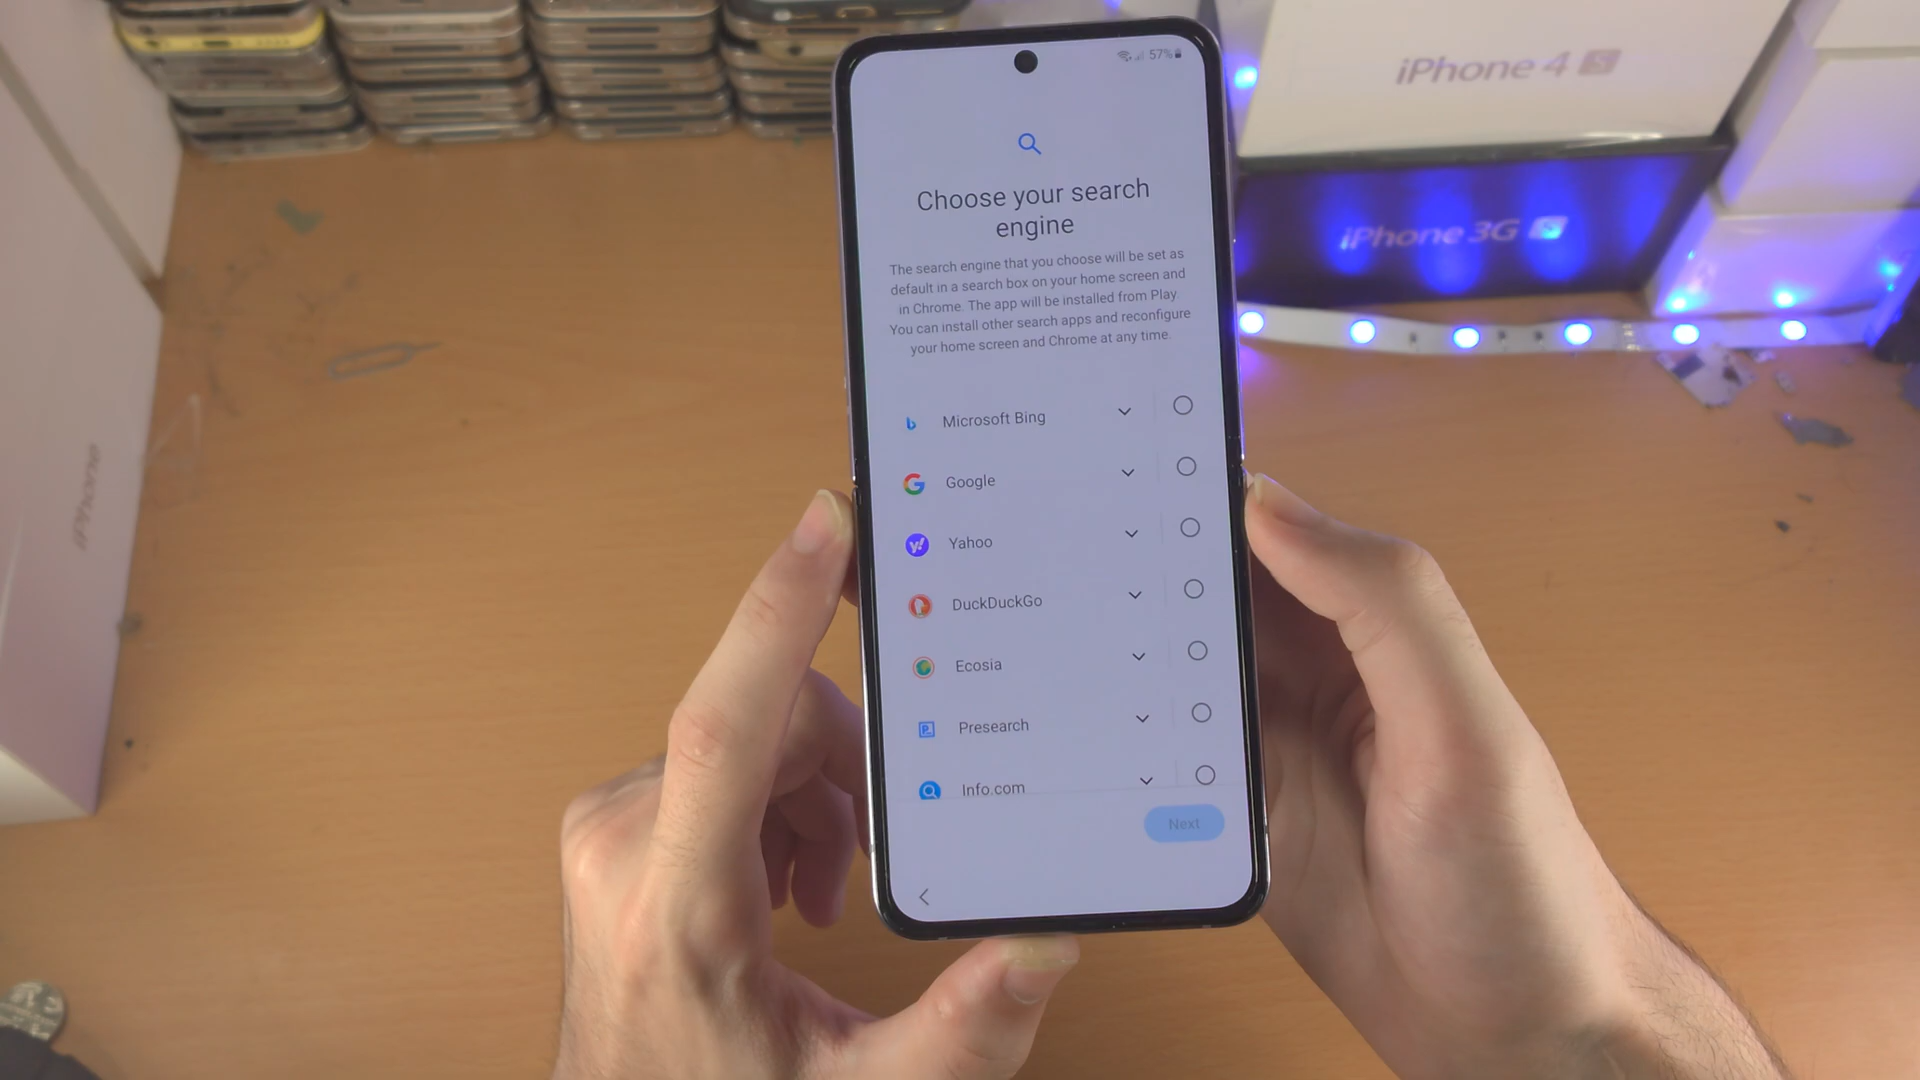 57%
Choose your search
engine
The search engine that you choose will be set as
default in a search box on your home screen and
in Chrome. The app will be installed from Play.
You can install other search apps and reconfigure
your home screen and Chrome at any time.
Microsoft Bing
Google
Yahoo
DuckDuckGo
Ecosia
Presearch
Info.com
Next
iPhone 4 S
iPhone 3G S
iPhone